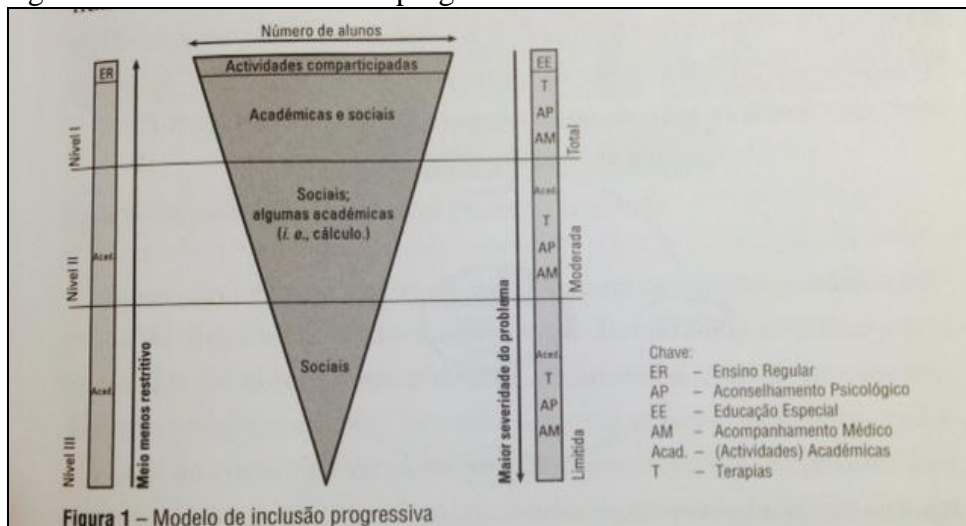 Número de alunos
Actividades comparticipadas
Académicas e sociais
Sociais;
algumas académicas
(i. e., cálculo.)
Sociais
ER
Acad.
Acad.
Nível I
Nível II
Nível III
Meio menos restritivo
Maior severidade do problema
EE
T
AP
AM
Acad.
T
AP
AM
Acad.
T
AP
AM
Total
Moderada
Limitida
Chave:
ER – Ensino Regular
AP – Aconselhamento Psicológico
EE – Educação Especial
AM – Acompanhamento Médico
Acad. – (Actividades) Académicas
T – Terapias
Figura 1 – Modelo de inclusão progressiva